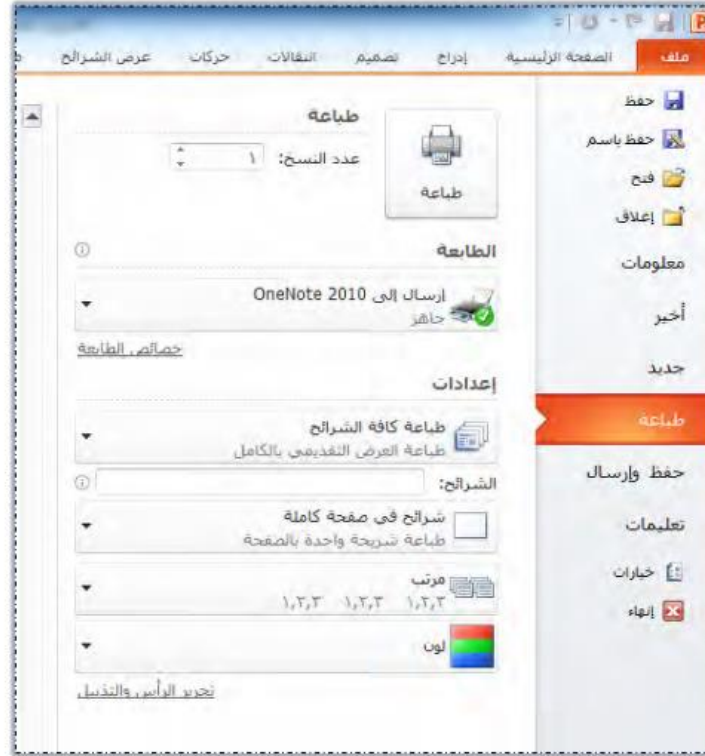 ملف الصفحة الرئيسية إدراج تصميم انتقالات حركات عرض الشرائح
حفظ
حفظ باسم
فتح
إغلاق
معلومات
أخير
جديد
طباعة
حفظ وإرسال
تعليمات
خيارات
إنهاء
طباعة
طباعة
عدد النسخ: ١
الطابعة
إرسال إلى OneNote 2010
جاهز
خصائص الطابعة
إعدادات
طباعة كافة الشرائح
طباعة العرض التقديمي بالكامل
الشرائح:
شرائح في صفحة كاملة
طباعة شريحة واحدة بالصفحة
مرتب
١,٢,٣ ١,٢,٣ ١,٢,٣
لون
تحرير الرأس والتذييل